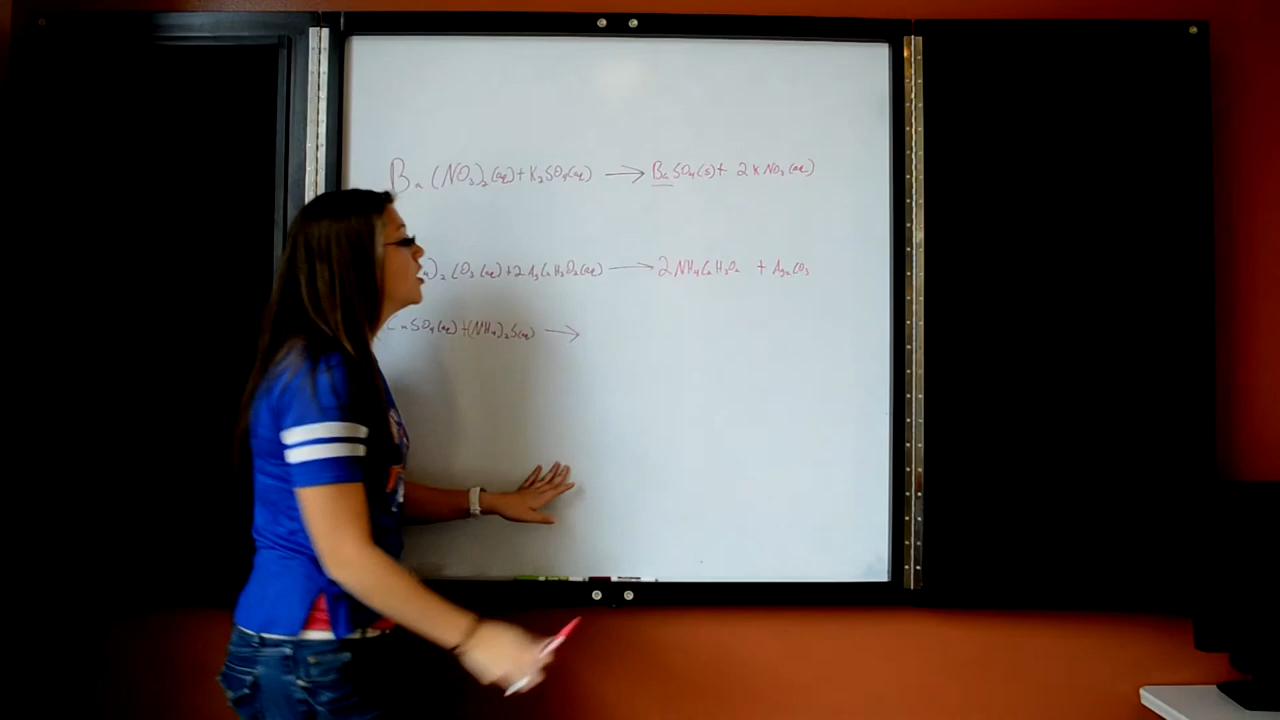 Ba(NO3)2(aq) + K2SO4(aq) → BaSO4(s) + 2KNO3(aq)
)2CO3(aq) + 2AgC2H3O2(aq) → 2NH4C2H3O2 + Ag2CO3
SO4(aq) + (NH4)2S(aq) →